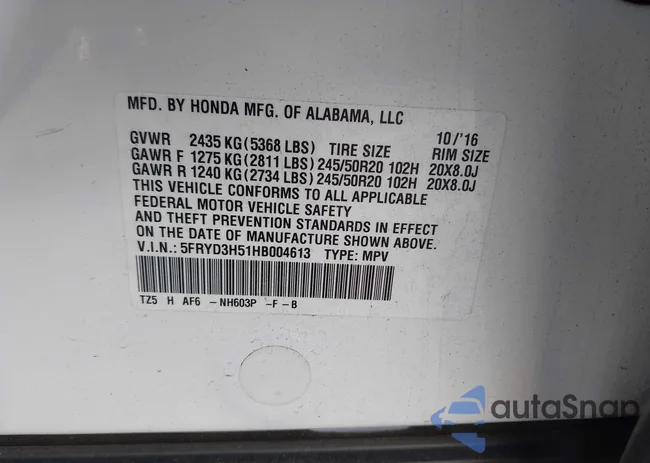 MFD. BY HONDA MFG. OF ALABAMA, LLC
10/'16
GVWR 2435 KG(5368 LBS) TIRE SIZE RIM SIZE
GAWR F 1275 KG(2811 LBS)245/50R20 102H 20X8.0J
GAWR R 1240 KG(2734 LBS)245/50R20 102H 20X8.0J
THIS VEHICLE CONFORMS TO ALL APPLICABLE
FEDERAL MOTOR VEHICLE SAFETY
AND THEFT PREVENTION STANDARDS IN EFFECT
ON THE DATE OF MANUFACTURE SHOWN ABOVE.
V.I.N.: 5FRYD3H51HB004613 TYPE: MPV
TZ5 H AF6 -NH603P -F-B
autoSnap